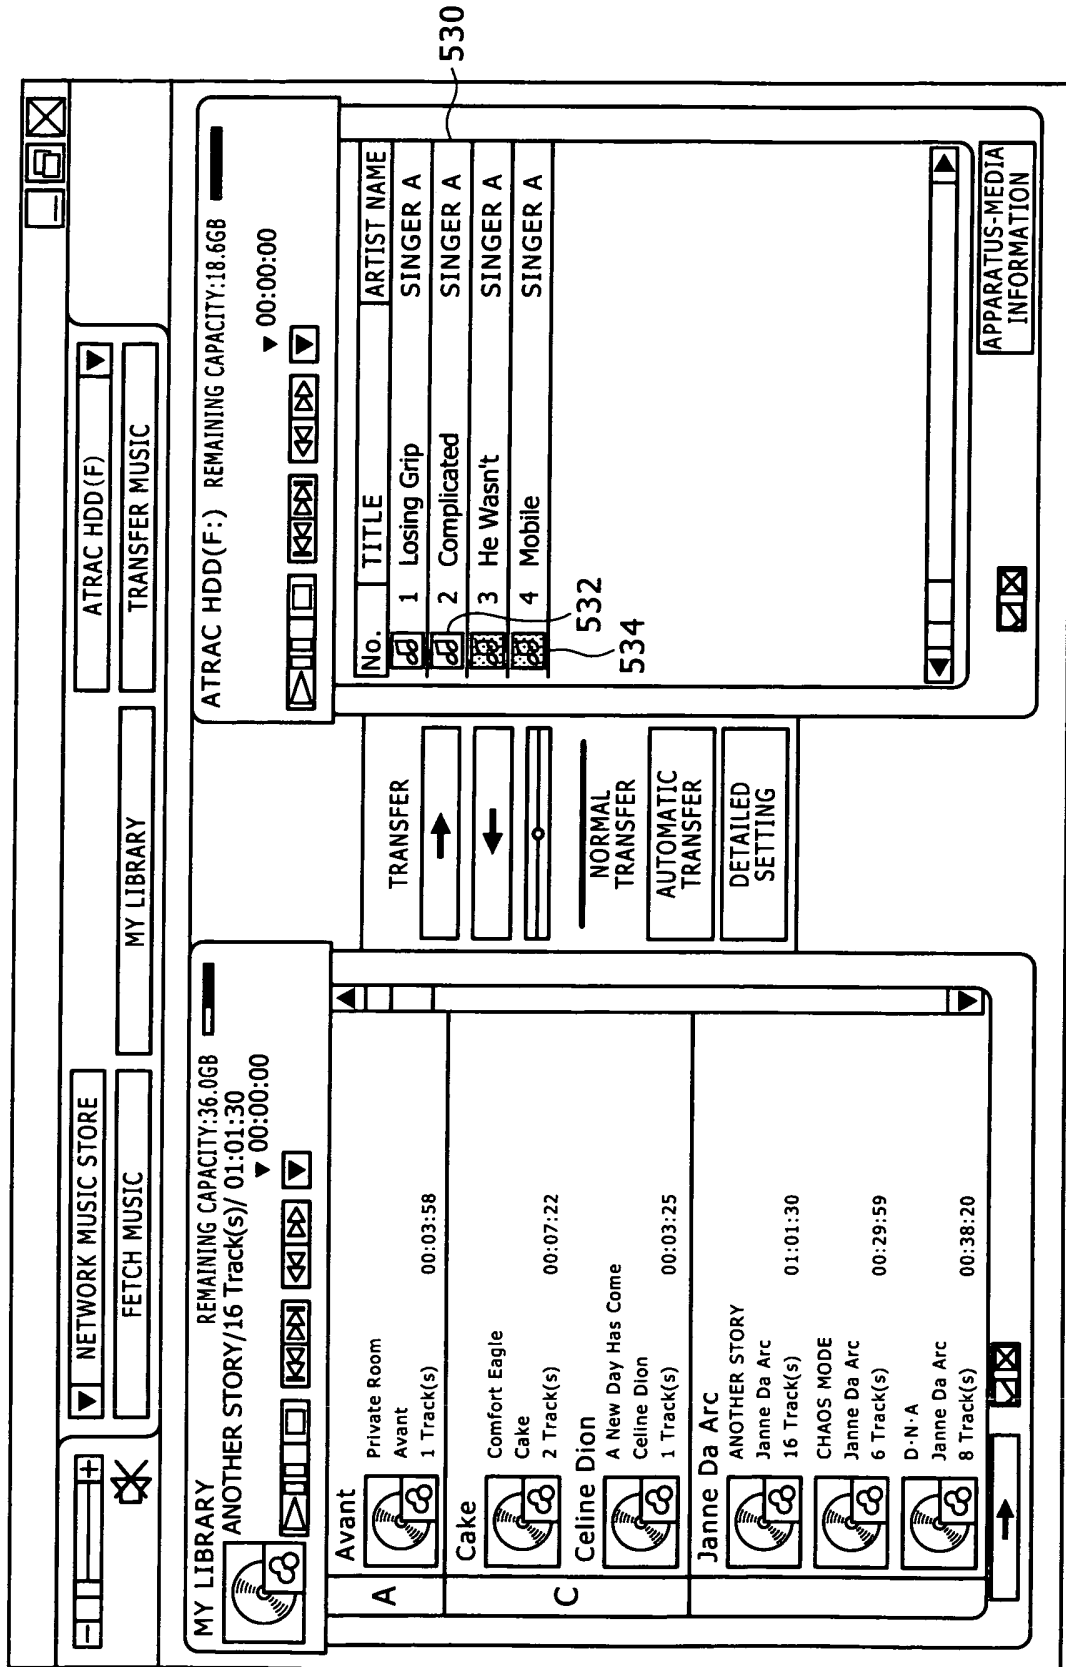 NETWORK MUSIC STORE
ATRAC HDD(F)
FETCH MUSIC
MY LIBRARY
TRANSFER MUSIC
MY LIBRARY
REMAINING CAPACITY:36.0GB
ANOTHER STORY/16 Track(s)/ 01:01:30
00:00:00
A
Avant
Private Room
Avant
1 Track(s) 00:03:58
C
Cake
Comfort Eagle
Cake
2 Track(s) 00:07:22
Celine Dion
A New Day Has Come
Celine Dion
1 Track(s) 00:03:25
Janne Da Arc
ANOTHER STORY
Janne Da Arc
16 Track(s) 01:01:30
CHAOS MODE
Janne Da Arc
6 Track(s) 00:29:59
D·N·A
Janne Da Arc
8 Track(s) 00:38:20
TRANSFER
NORMAL
TRANSFER
AUTOMATIC
TRANSFER
DETAILED
SETTING
ATRAC HDD(F:) REMAINING CAPACITY:18.6GB
00:00:00
No. TITLE ARTIST NAME
1 Losing Grip SINGER A
2 Complicated SINGER A
3 He Wasn't SINGER A
4 Mobile SINGER A
530
532
534
APPARATUS-MEDIA
INFORMATION